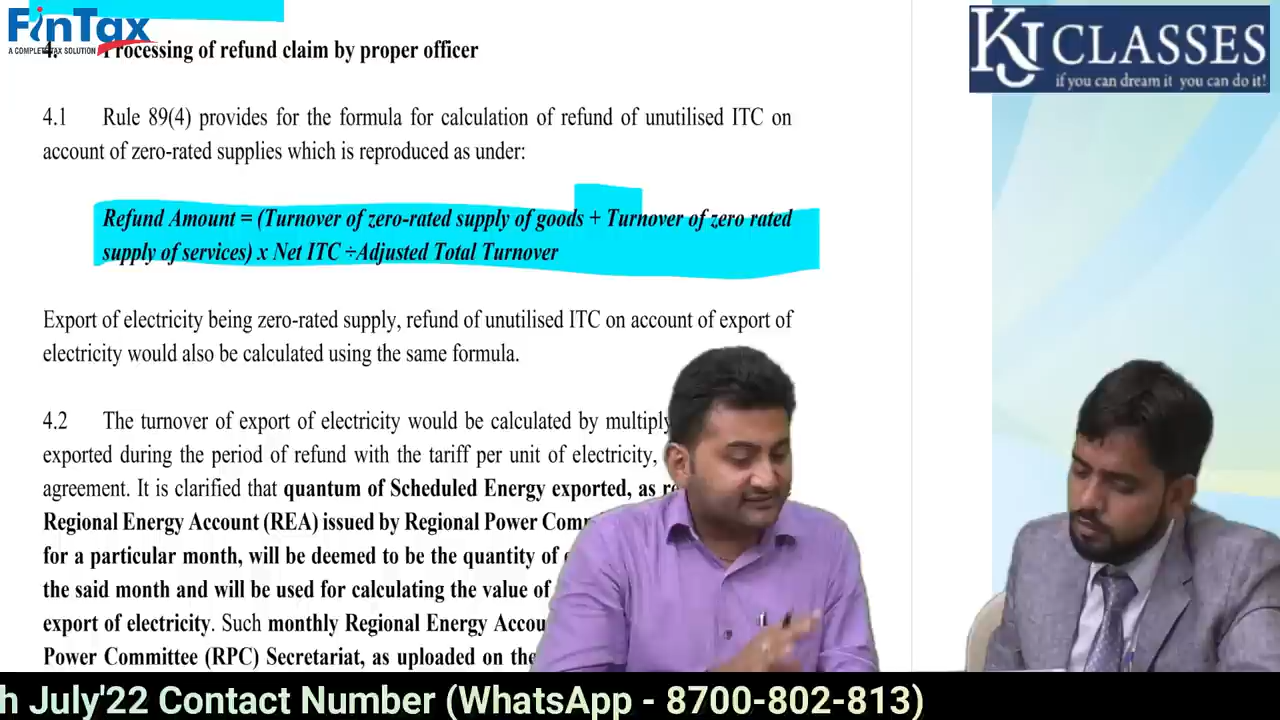 FinTax
A COMPLETE TAX SOLUTION
KJ CLASSES
if you can dream it you can do it!
4. Processing of refund claim by proper officer
4.1 Rule 89(4) provides for the formula for calculation of refund of unutilised ITC on
account of zero-rated supplies which is reproduced as under:
Refund Amount = (Turnover of zero-rated supply of goods + Turnover of zero rated
supply of services) x Net ITC ÷Adjusted Total Turnover
Export of electricity being zero-rated supply, refund of unutilised ITC on account of export of
electricity would also be calculated using the same formula.
4.2 The turnover of export of electricity would be calculated by multiply
exported during the period of refund with the tariff per unit of electricity,
agreement. It is clarified that quantum of Scheduled Energy exported, as
Regional Energy Account (REA) issued by Regional Power
for a particular month, will be deemed to be the quantity of
the said month and will be used for calculating the value of
export of electricity. Such monthly Regional Energy
Power Committee (RPC) Secretariat, as uploaded on the
h July'22 Contact Number (WhatsApp - 8700-802-813)